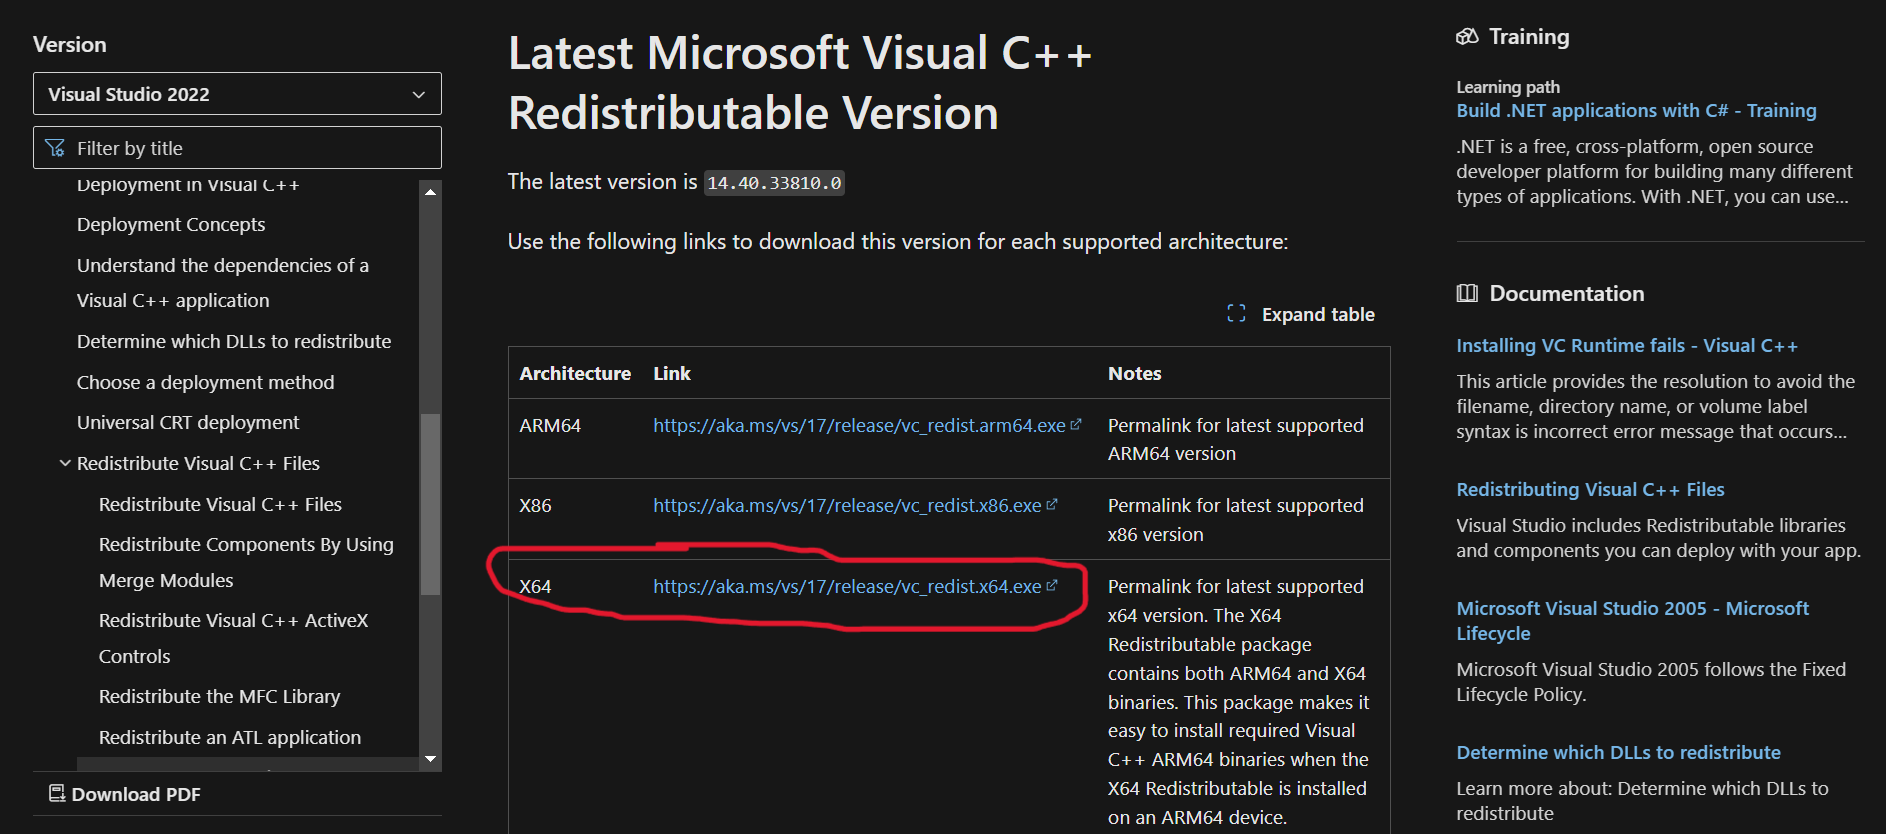 Version
Visual Studio 2022
Filter by title
Deployment in Visual C++
Deployment Concepts
Understand the dependencies of a
Visual C++ application
Determine which DLLs to redistribute
Choose a deployment method
Universal CRT deployment
Redistribute Visual C++ Files
Redistribute Visual C++ Files
Redistribute Components By Using
Merge Modules
Redistribute Visual C++ ActiveX
Controls
Redistribute the MFC Library
Redistribute an ATL application
Download PDF
Latest Microsoft Visual C++
Redistributable Version
The latest version is 14.40.33810.0
Use the following links to download this version for each supported architecture:
Expand table
Architecture Link Notes
ARM64 https://aka.ms/vs/17/release/vc_redist.arm64.exe Permalink for latest supported
ARM64 version
X86 https://aka.ms/vs/17/release/vc_redist.x86.exe Permalink for latest supported
x86 version
X64 https://aka.ms/vs/17/release/vc_redist.x64.exe Permalink for latest supported
x64 version. The X64
Redistributable package
contains both ARM64 and X64
binaries. This package makes it
easy to install required Visual
C++ ARM64 binaries when the
X64 Redistributable is installed
on an ARM64 device.
Training
Learning path
Build .NET applications with C# - Training
.NET is a free, cross-platform, open source
developer platform for building many different
types of applications. With .NET, you can use...
Documentation
Installing VC Runtime fails - Visual C++
This article provides the resolution to avoid the
filename, directory name, or volume label
syntax is incorrect error message that occurs...
Redistributing Visual C++ Files
Visual Studio includes Redistributable libraries
and components you can deploy with your app.
Microsoft Visual Studio 2005 - Microsoft
Lifecycle
Microsoft Visual Studio 2005 follows the Fixed
Lifecycle Policy.
Determine which DLLs to redistribute
Learn more about: Determine which DLLs to
redistribute